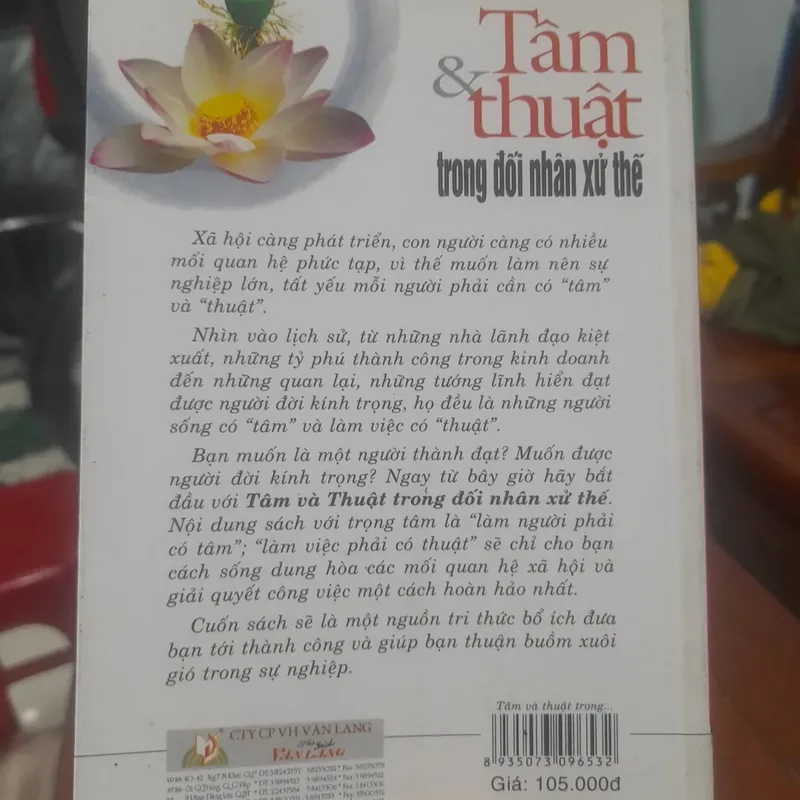 Tâm
& thuật
trong đối nhân xử thế
Xã hội càng phát triển, con người càng có nhiều
mối quan hệ phức tạp, vì thế muốn làm nên sự
nghiệp lớn, tất yếu mỗi người phải cần có “tâm”
và “thuật”.
Nhìn vào lịch sử, từ những nhà lãnh đạo kiệt
xuất, những tỷ phú thành công trong kinh doanh
đến những quan lại, những tướng lĩnh hiển đạt
được người đời kính trọng, họ đều là những người
sống có “tâm” và làm việc có “thuật”.
Bạn muốn là một người thành đạt? Muốn được
người đời kính trọng? Ngay từ bây giờ hãy bắt
đầu với Tâm và Thuật trong đối nhân xử thế.
Nội dung sách với trọng tâm là “làm người phải
có tâm”; “làm việc phải có thuật” sẽ chỉ cho bạn
cách sống dung hòa các mối quan hệ xã hội và
giải quyết công việc một cách hoàn hảo nhất.
Cuốn sách sẽ là một nguồn tri thức bổ ích đưa
bạn tới thành công và giúp bạn thuận buồm xuôi
gió trong sự nghiệp.
CTY CP VH VĂN LANG
Nhà sách
VĂN LANG
Tâm và thuật trong...
8 935073 096532
Giá: 105.000đ